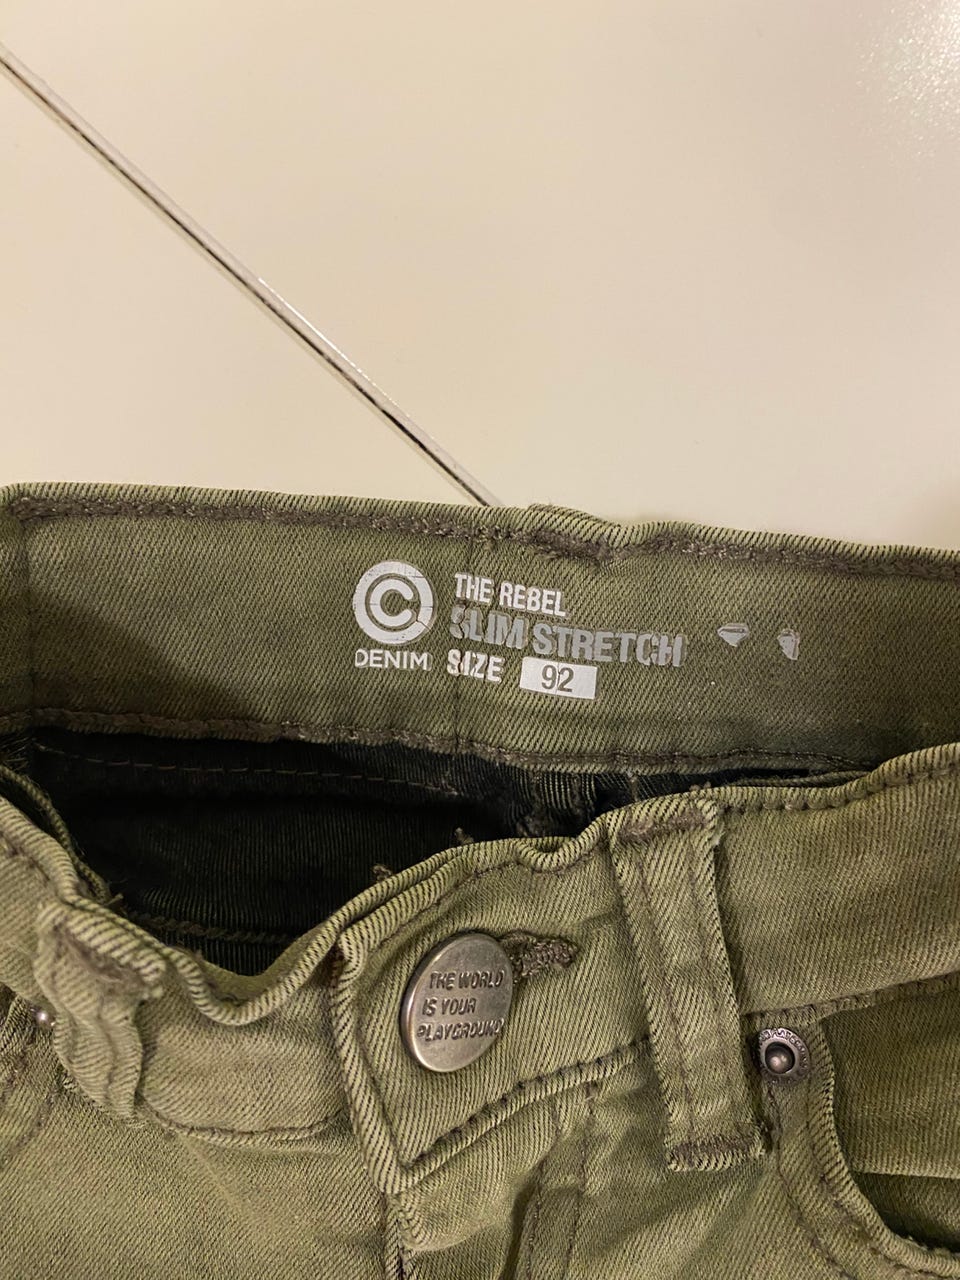 C
THE REBEL
SLIM STRETCH
DENIM SIZE 92
THE WORLD
IS YOUR
PLAYGROUND